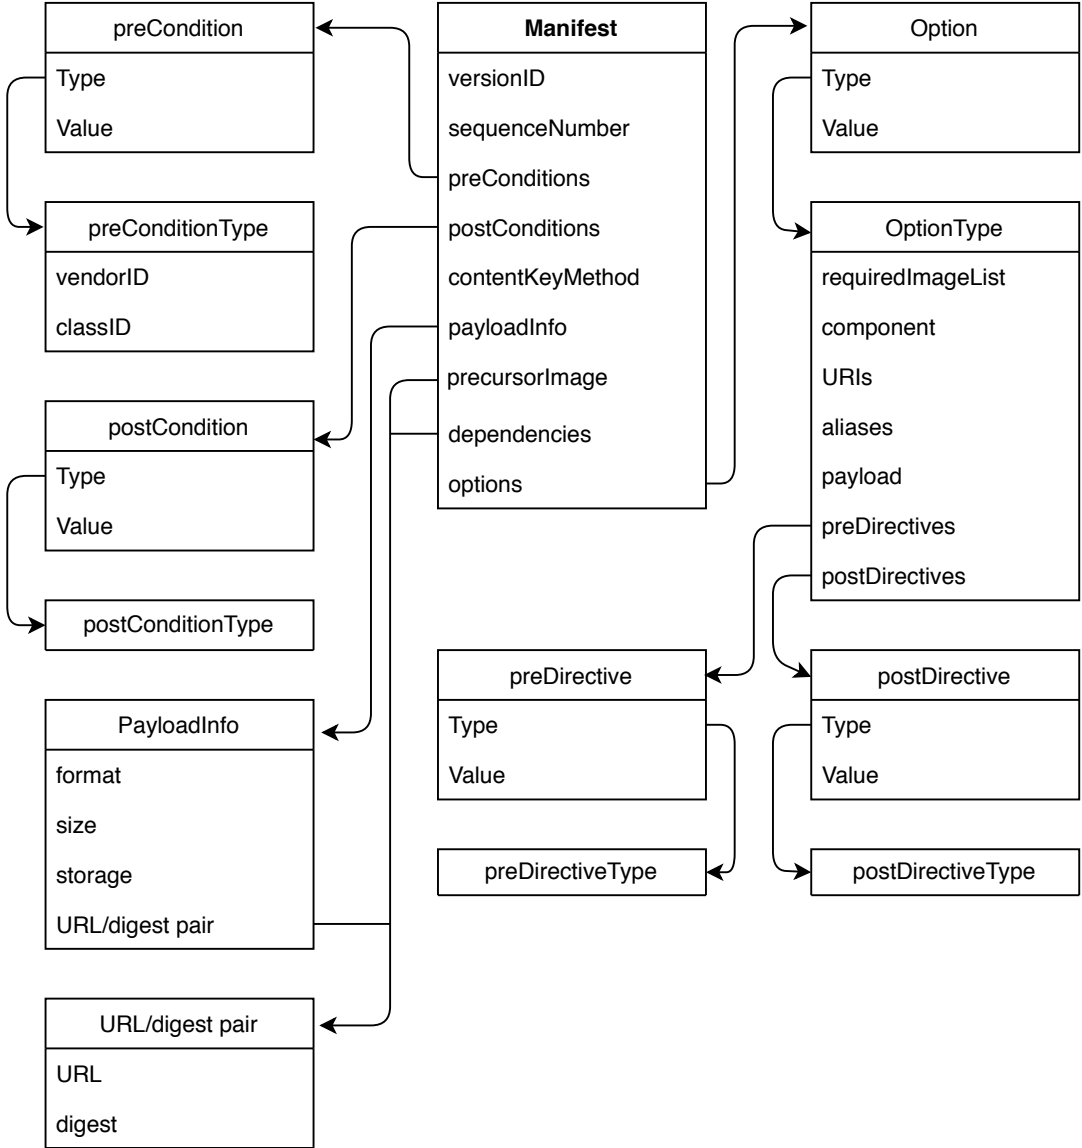 preCondition
Type
Value
preConditionType
vendorID
classID
postCondition
Type
Value
postConditionType
PayloadInfo
format
size
storage
URL/digest pair
URL/digest pair
URL
digest
Manifest
versionID
sequenceNumber
preConditions
postConditions
contentKeyMethod
payloadInfo
precursorImage
dependencies
options
preDirective
Type
Value
preDirectiveType
Option
Type
Value
OptionType
requiredImageList
component
URIs
aliases
payload
preDirectives
postDirectives
postDirective
Type
Value
postDirectiveType